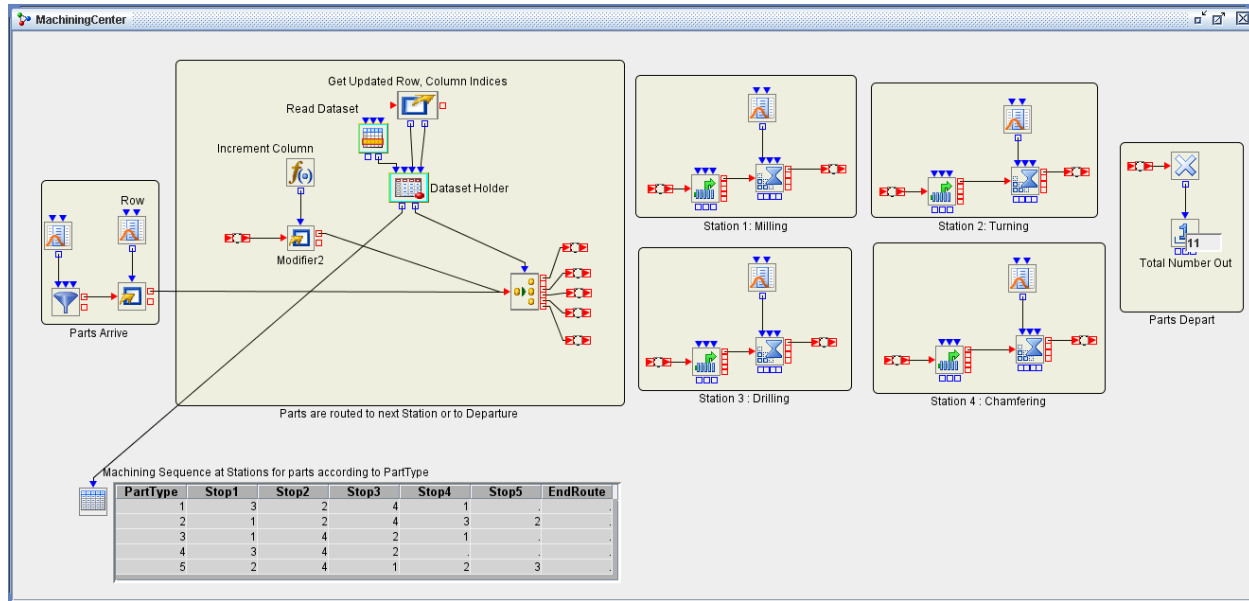 MachiningCenter
Get Updated Row, Column Indices
Read Dataset
Increment Column
Dataset Holder
Row
Modifier2
Parts Arrive
Parts are routed to next Station or to Departure
Station 1: Milling
Station 2: Turning
Station 3 : Drilling
Station 4 : Chamfering
1
11
Total Number Out
Parts Depart
Machining Sequence at Stations for parts according to PartType
PartType Stop1 Stop2 Stop3 Stop4 Stop5 EndRoute
1 3 2 4 1 . .
2 1 2 4 3 2 .
3 1 4 2 1 . .
4 3 4 2 . . .
5 2 4 1 2 3 .